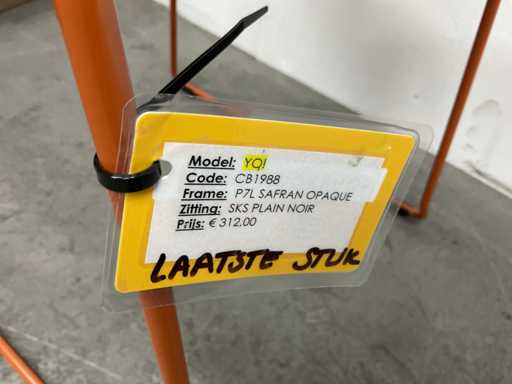 Model: YQI
Code: CB1988
Frame: P7L SAFRAN OPAQUE
Zitting: SKS PLAIN NOIR
Prijs: € 312,00
LAATSTE STUK